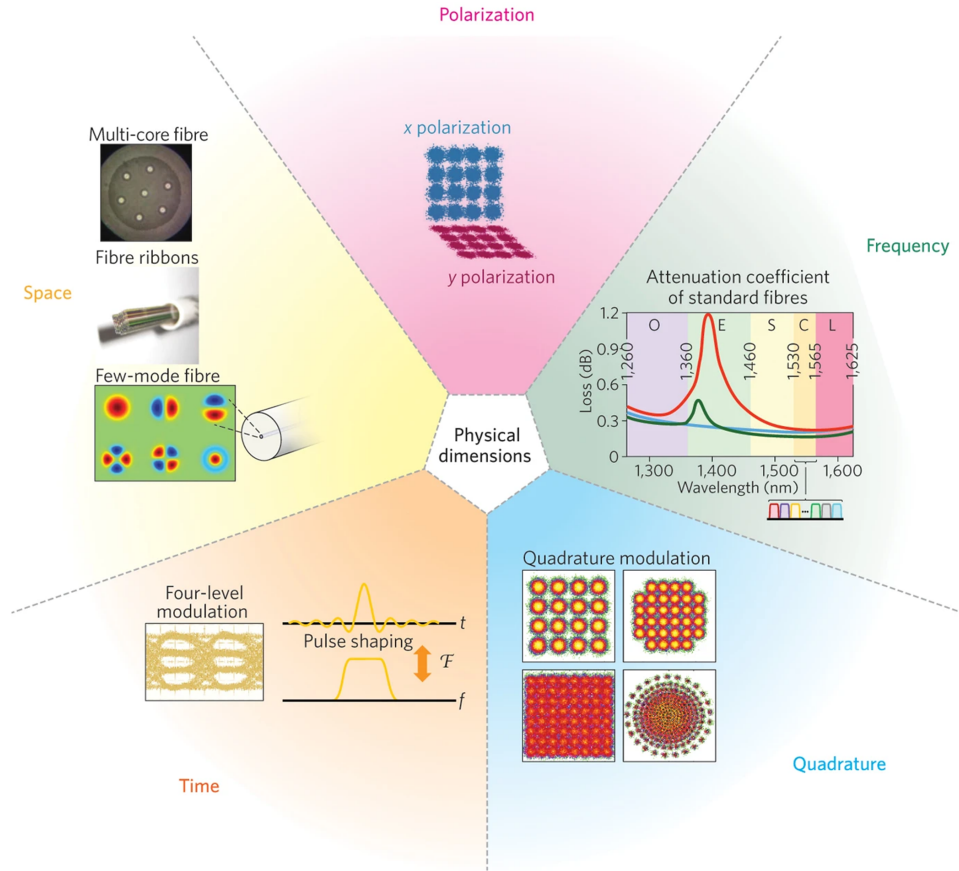 Polarization
x polarization
y polarization
Multi-core fibre
Fibre ribbons
Space
Few-mode fibre
Frequency
Attenuation coefficient
of standard fibres
1.2
0.9
0.6
0.3
0
Loss (dB)
O E S C L
1,260
1,360
1,460
1,530
1,565
1,625
1,300 1,400 1,500 1,600
Wavelength (nm)
Physical
dimensions
Four-level
modulation
t
Pulse shaping
ℱ
f
Time
Quadrature modulation
Quadrature